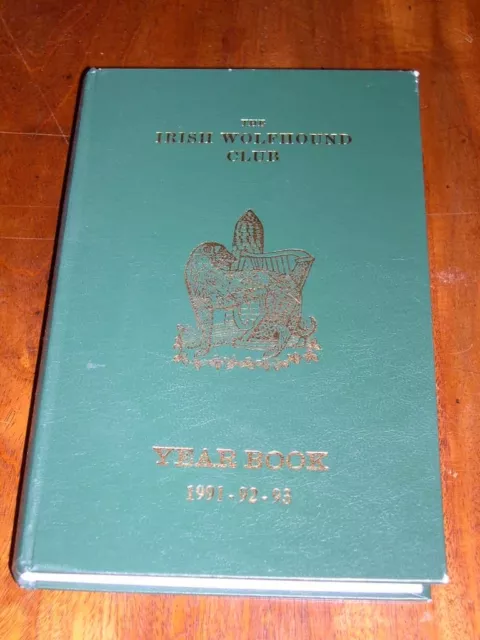 THE
IRISH WOLFHOUND
CLUB
YEAR BOOK
1991-92-93